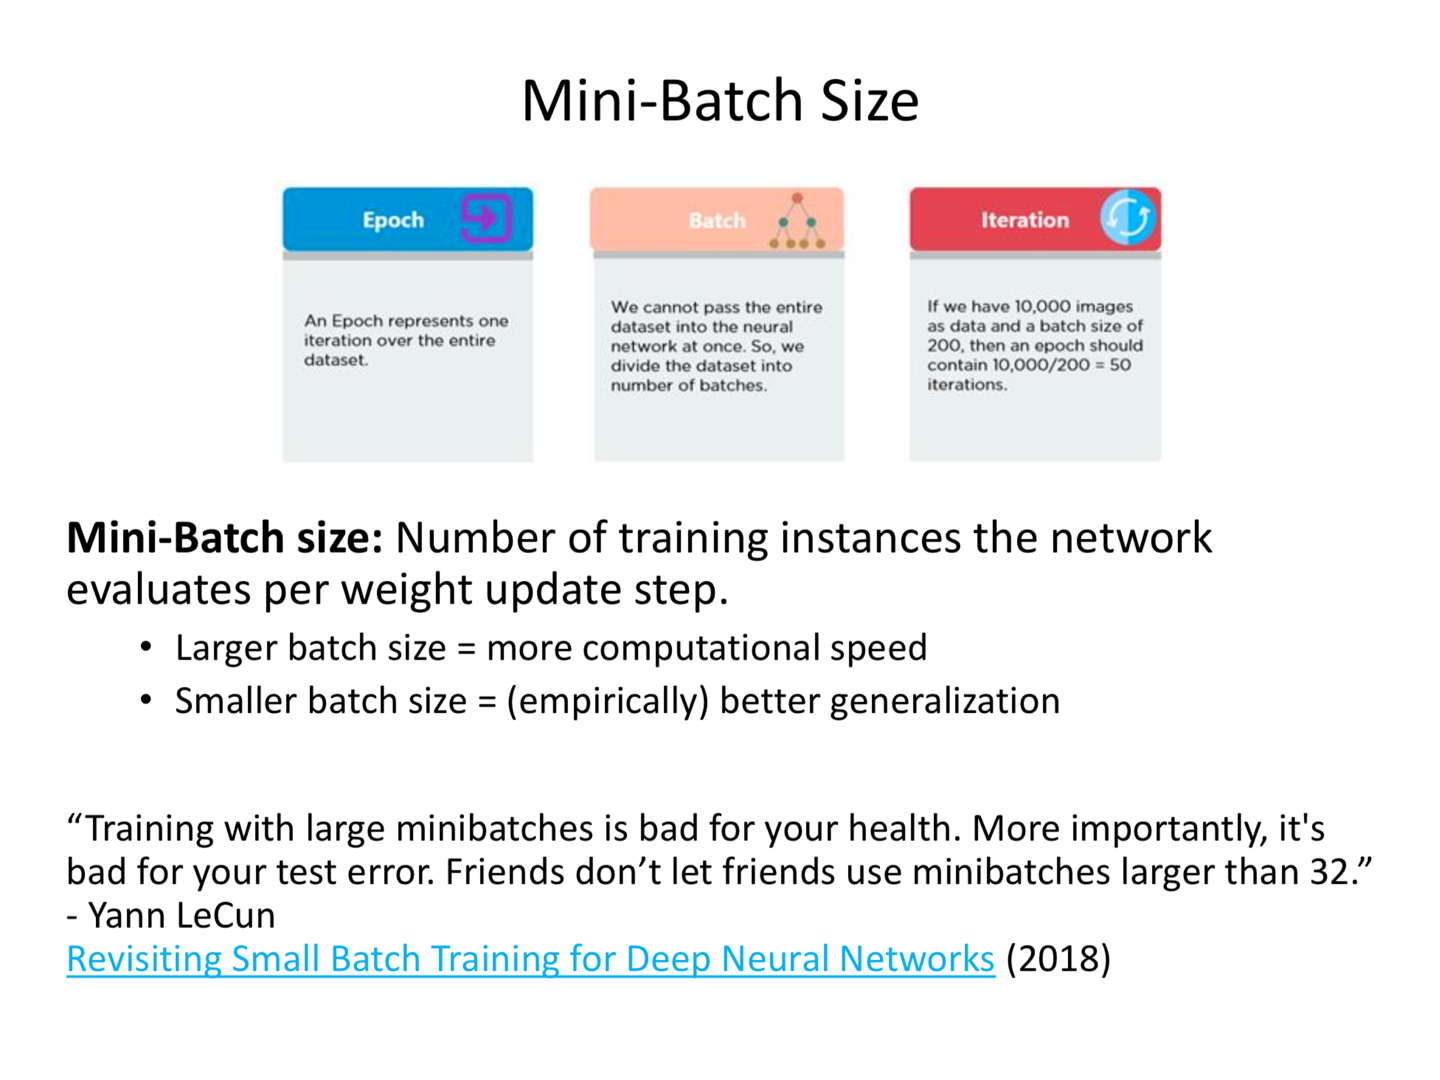 Mini-Batch Size
Epoch
An Epoch represents one
iteration over the entire
dataset.
Batch
We cannot pass the entire
dataset into the neural
network at once. So, we
divide the dataset into
number of batches.
Iteration
If we have 10,000 images
as data and a batch size of
200, then an epoch should
contain 10,000/200 = 50
iterations.
Mini-Batch size: Number of training instances the network
evaluates per weight update step.
• Larger batch size = more computational speed
• Smaller batch size = (empirically) better generalization
“Training with large minibatches is bad for your health. More importantly, it's
bad for your test error. Friends don’t let friends use minibatches larger than 32.”
- Yann LeCun
Revisiting Small Batch Training for Deep Neural Networks (2018)